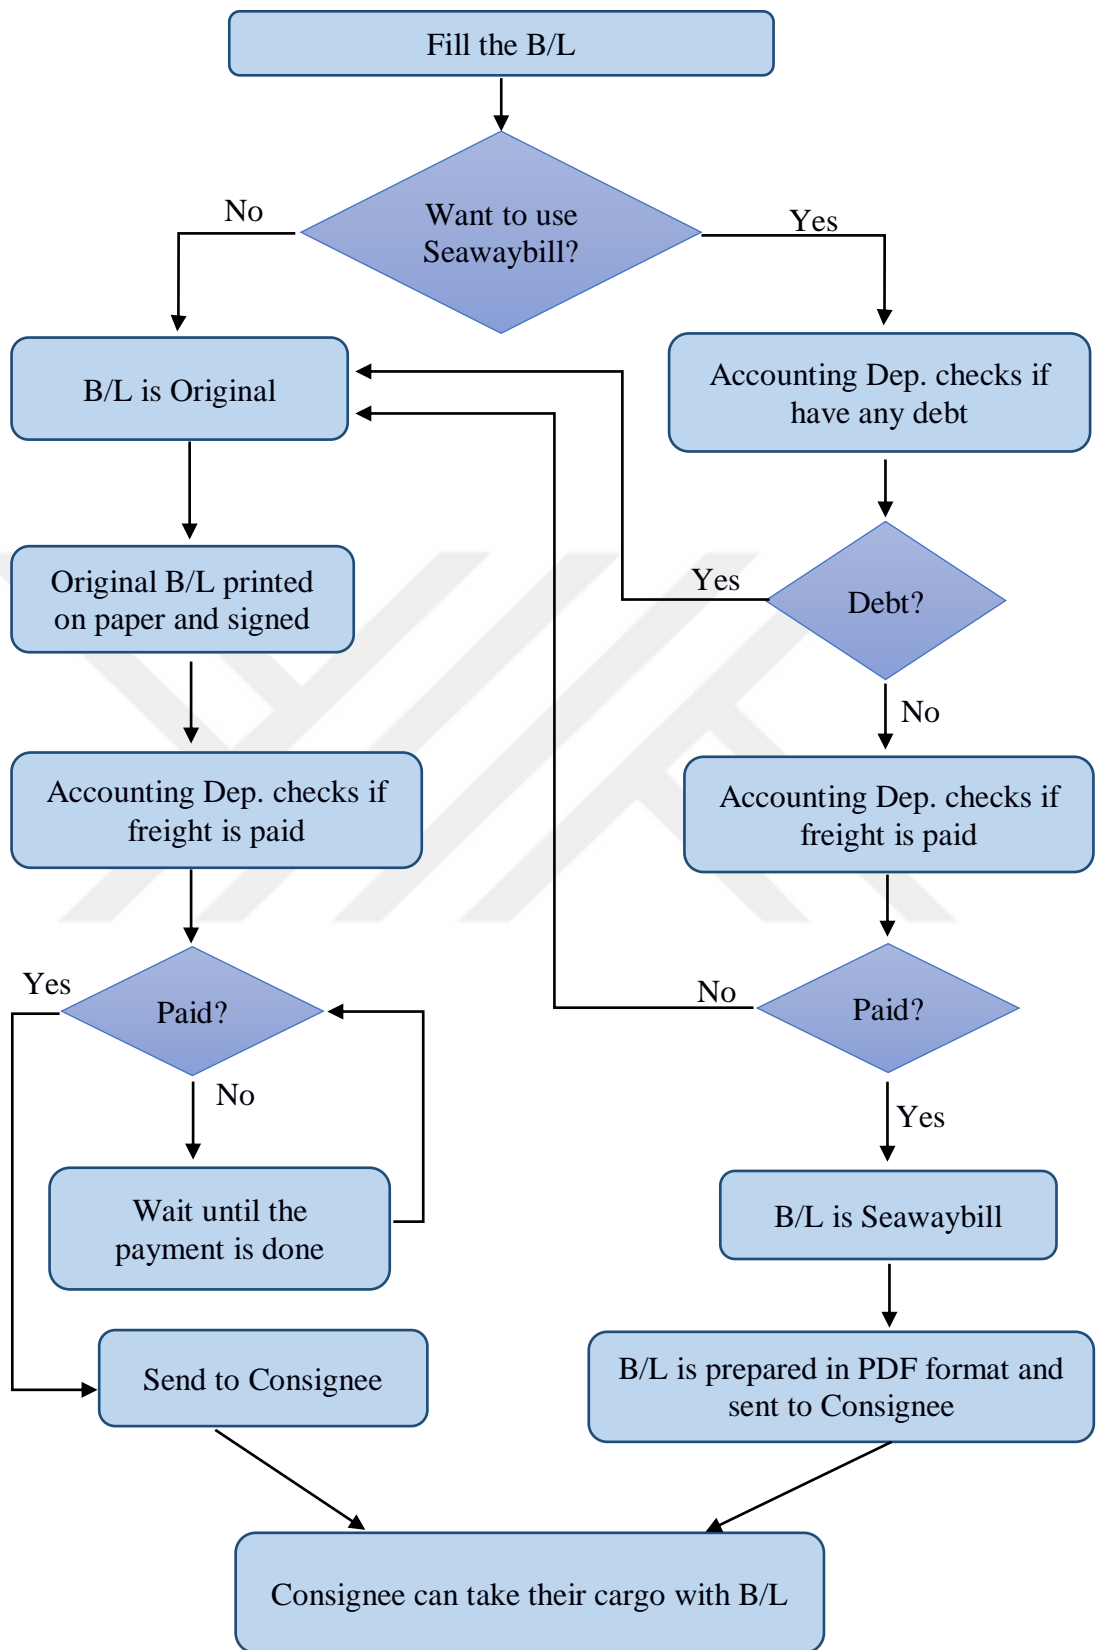 Fill the B/L
Want to use
Seawaybill?
No
Yes
B/L is Original
Accounting Dep. checks if
have any debt
Original B/L printed
on paper and signed
Yes
Debt?
No
Accounting Dep. checks if
freight is paid
Accounting Dep. checks if
freight is paid
Yes
Paid?
No
No
Paid?
Yes
Wait until the
payment is done
B/L is Seawaybill
Send to Consignee
B/L is prepared in PDF format and
sent to Consignee
Consignee can take their cargo with B/L